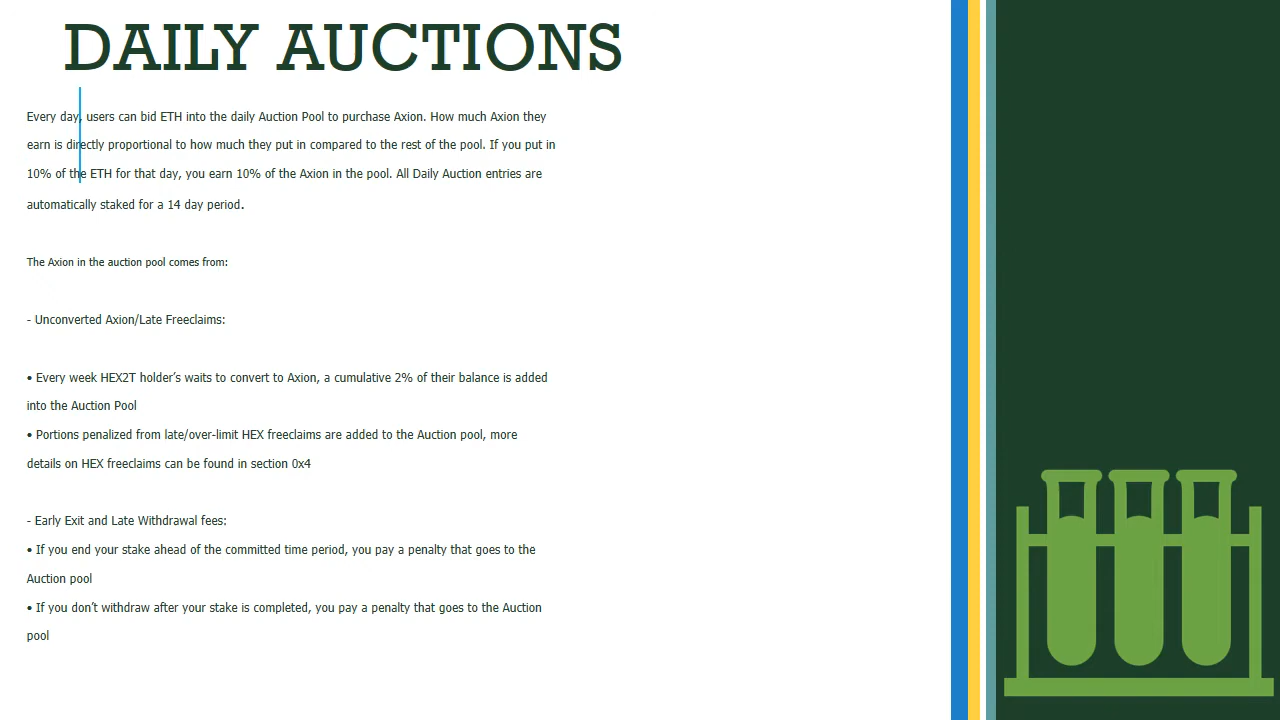 DAILY AUCTIONS
Every day, users can bid ETH into the daily Auction Pool to purchase Axion. How much Axion they
earn is directly proportional to how much they put in compared to the rest of the pool. If you put in
10% of the ETH for that day, you earn 10% of the Axion in the pool. All Daily Auction entries are
automatically staked for a 14 day period.
The Axion in the auction pool comes from:
- Unconverted Axion/Late Freeclaims:
• Every week HEX2T holder’s waits to convert to Axion, a cumulative 2% of their balance is added
into the Auction Pool
• Portions penalized from late/over-limit HEX freeclaims are added to the Auction pool, more
details on HEX freeclaims can be found in section 0x4
- Early Exit and Late Withdrawal fees:
• If you end your stake ahead of the committed time period, you pay a penalty that goes to the
Auction pool
• If you don’t withdraw after your stake is completed, you pay a penalty that goes to the Auction
pool